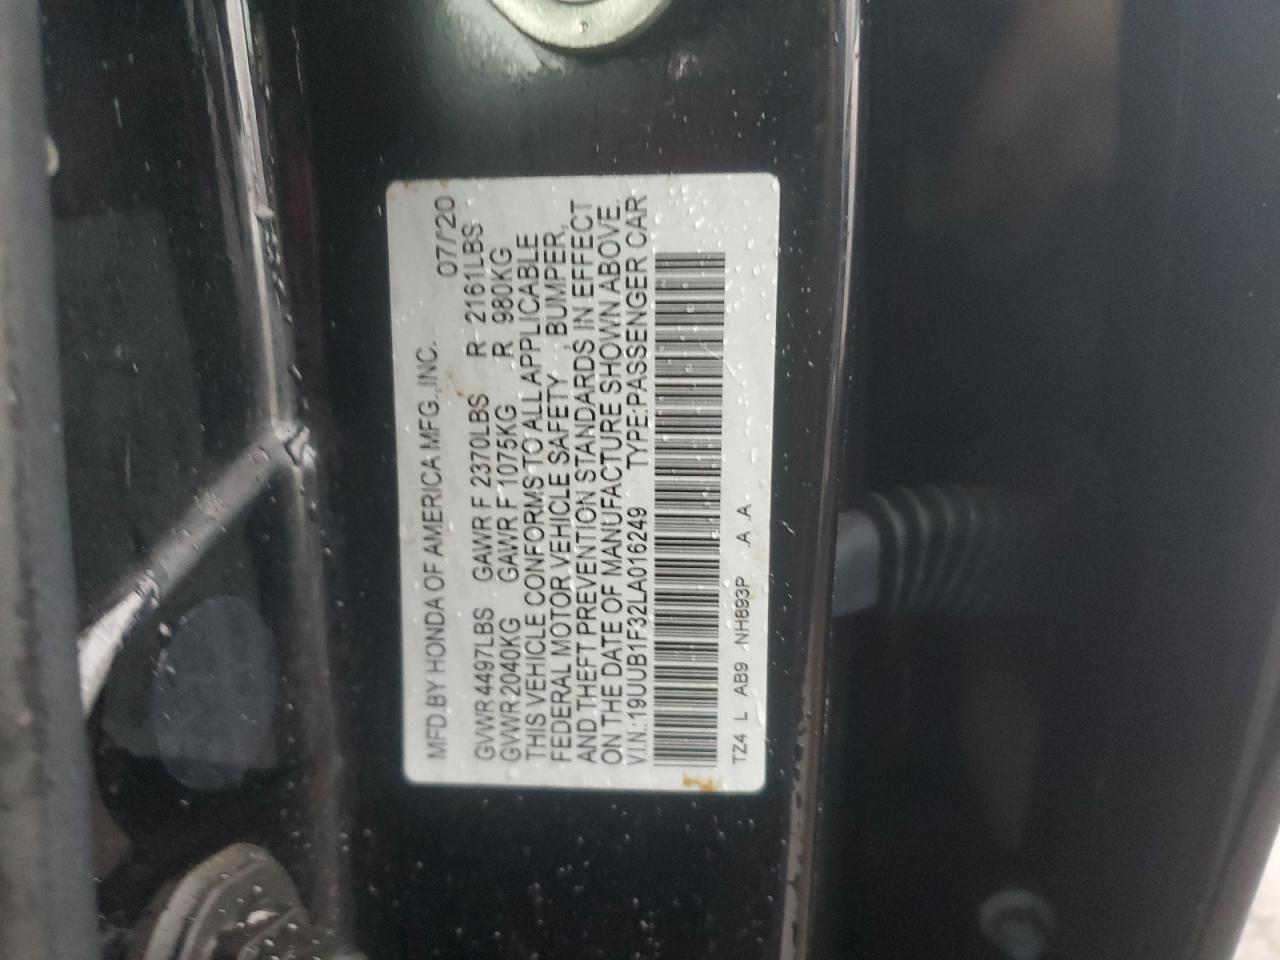 MFD.BY HONDA OF AMERICA MFG.,INC. 07/20
GVWR 4497LBS GAWR F 2370LBS R 2161LBS
GVWR 2040KG GAWR F 1075KG R 980KG
THIS VEHICLE CONFORMS TO ALL APPLICABLE
FEDERAL MOTOR VEHICLE SAFETY , BUMPER,
AND THEFT PREVENTION STANDARDS IN EFFECT
ON THE DATE OF MANUFACTURE SHOWN ABOVE.
V.I.N.:19UUB1F32LA016249 TYPE:PASSENGER CAR
TZ4 L AB9 .NH893P .A .A